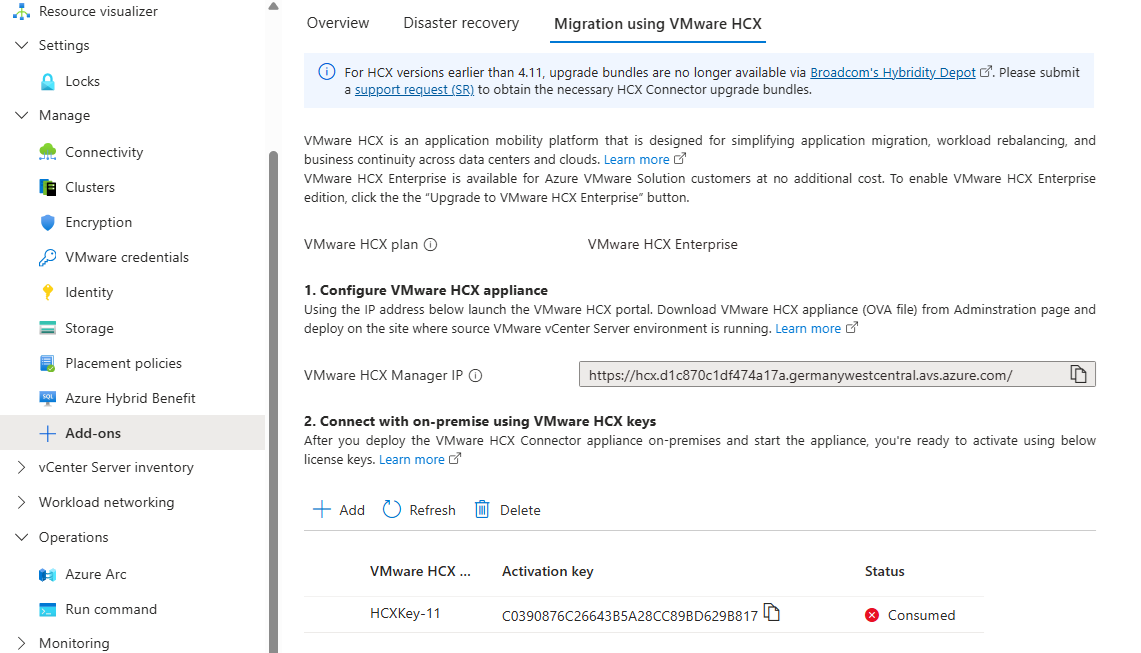 Resource visualizer
Settings
Locks
Manage
Connectivity
Clusters
Encryption
VMware credentials
Identity
Storage
Placement policies
SQL
Azure Hybrid Benefit
Add-ons
vCenter Server inventory
Workload networking
Operations
Azure Arc
Run command
Monitoring
Overview
Disaster recovery
Migration using VMware HCX
For HCX versions earlier than 4.11, upgrade bundles are no longer available via Broadcom's Hybridity Depot. Please submit
a support request (SR) to obtain the necessary HCX Connector upgrade bundles.
VMware HCX is an application mobility platform that is designed for simplifying application migration, workload rebalancing, and
business continuity across data centers and clouds. Learn more
VMware HCX Enterprise is available for Azure VMware Solution customers at no additional cost. To enable VMware HCX Enterprise
edition, click the the “Upgrade to VMware HCX Enterprise” button.
VMware HCX plan
VMware HCX Enterprise
1. Configure VMware HCX appliance
Using the IP address below launch the VMware HCX portal. Download VMware HCX appliance (OVA file) from Adminstration page and
deploy on the site where source VMware vCenter Server environment is running. Learn more
VMware HCX Manager IP
https://hcx.d1c870c1df474a17a.germanywestcentral.avs.azure.com/
2. Connect with on-premise using VMware HCX keys
After you deploy the VMware HCX Connector appliance on-premises and start the appliance, you're ready to activate using below
license keys. Learn more
Add
Refresh
Delete
VMware HCX ...
Activation key
Status
HCXKey-11
C0390876C26643B5A28CC89BD629B817
Consumed